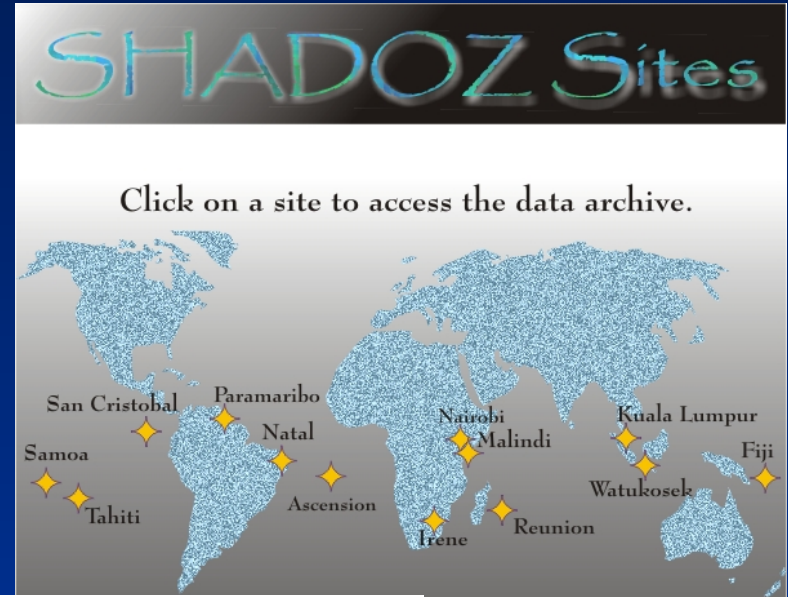 SHADOZ Sites
Click on a site to access the data archive.
San Cristobal
Paramaribo
Nairobi
Kuala Lumpur
Samoa
Natal
Malindi
Fiji
Tahiti
Ascension
Watukosek
Irene
Reunion